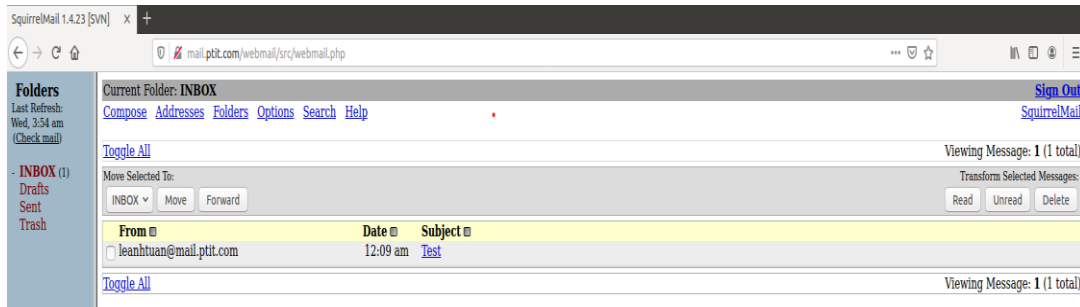 SquirrelMail 1.4.23 [SVN]
mail.ptit.com/webmail/src/webmail.php
Folders
Last Refresh:
Wed, 3:54 am
(Check mail)
- INBOX (1)
Drafts
Sent
Trash
Current Folder: INBOX Sign Out
Compose Addresses Folders Options Search Help SquirrelMail
Toggle All Viewing Message: 1 (1 total)
Move Selected To: Transform Selected Messages:
INBOX Move Forward Read Unread Delete
From Date Subject
leanhtuan@mail.ptit.com 12:09 am Test
Toggle All Viewing Message: 1 (1 total)